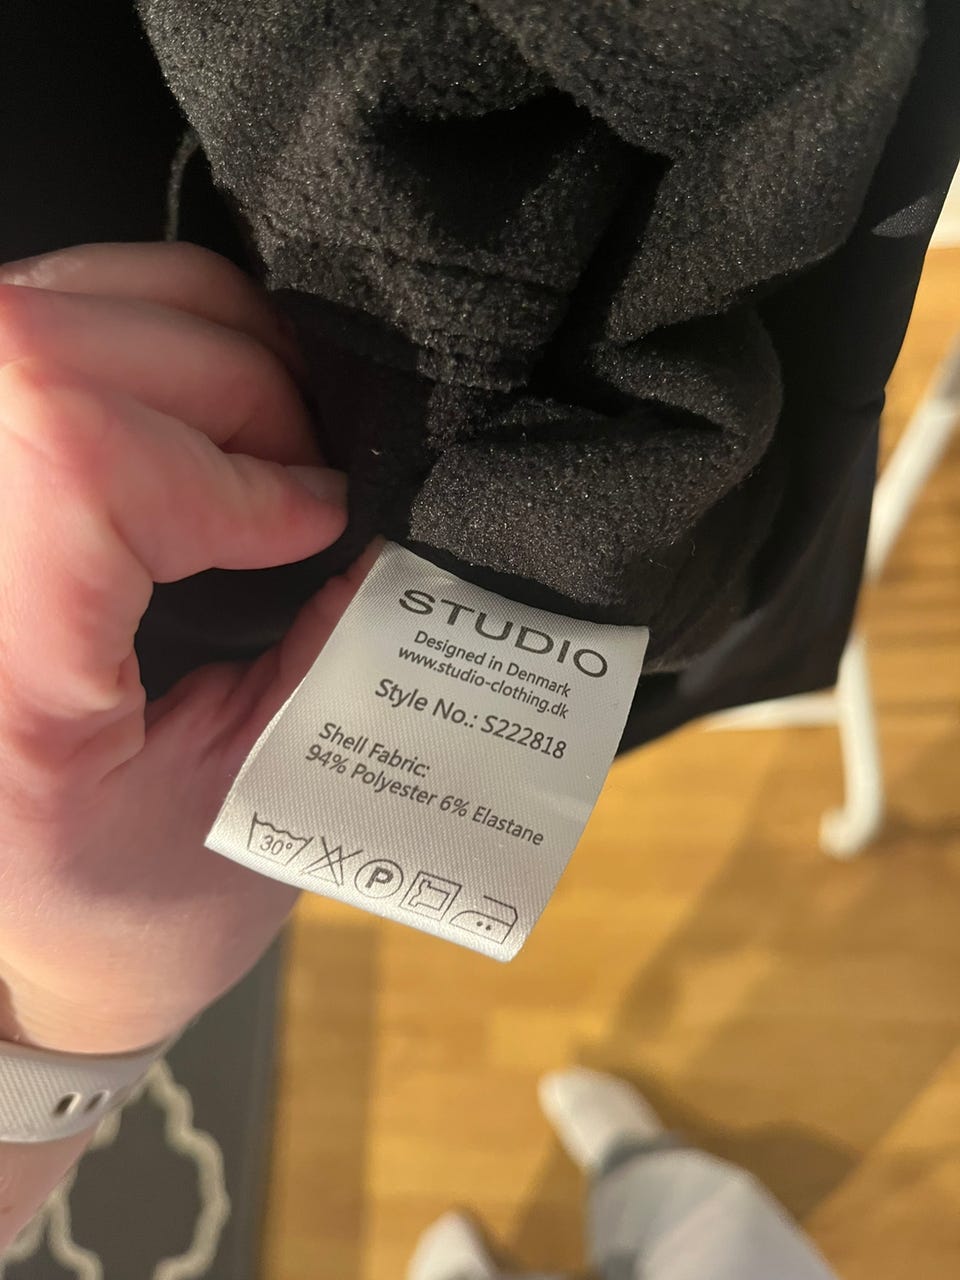 STUDIO
Designed in Denmark
www.studio-clothing.dk
Style No.: S222818
Shell Fabric:
94% Polyester 6% Elastane
30° P